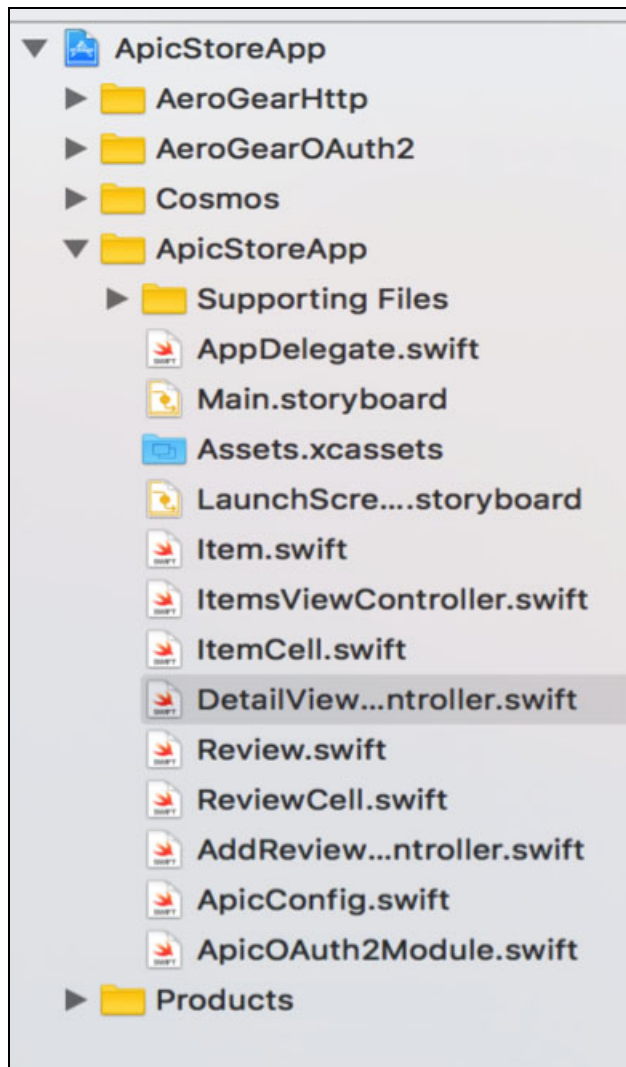 ApicStoreApp
AeroGearHttp
AeroGearOAuth2
Cosmos
ApicStoreApp
Supporting Files
AppDelegate.swift
Main.storyboard
Assets.xcassets
LaunchScre....storyboard
Item.swift
ItemsViewController.swift
ItemCell.swift
DetailView...ntroller.swift
Review.swift
ReviewCell.swift
AddReview...ntroller.swift
ApicConfig.swift
ApicOAuth2Module.swift
Products